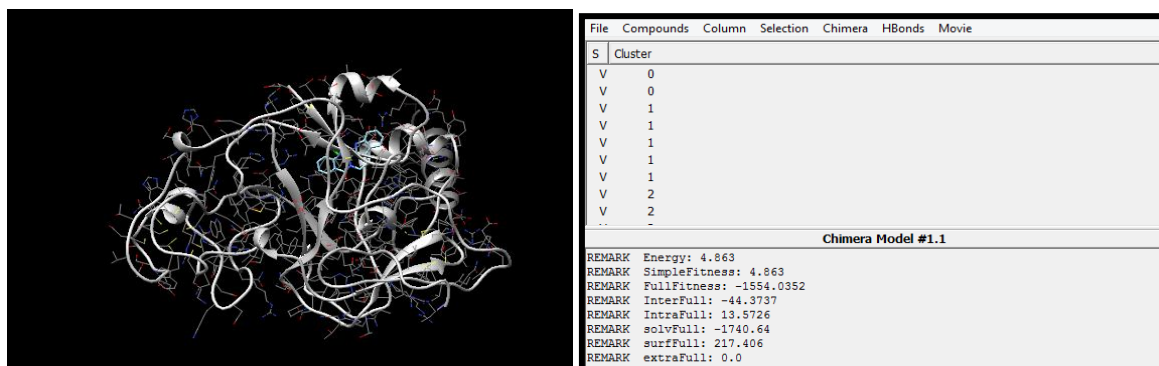 File Compounds Column Selection Chimera HBonds Movie
S Cluster
V 0
V 0
V 1
V 1
V 1
V 1
V 1
V 2
V 2
Chimera Model #1.1
REMARK Energy: 4.863
REMARK SimpleFitness: 4.863
REMARK FullFitness: -1554.0352
REMARK InterFull: -44.3737
REMARK IntraFull: 13.5726
REMARK solvFull: -1740.64
REMARK surfFull: 217.406
REMARK extraFull: 0.0